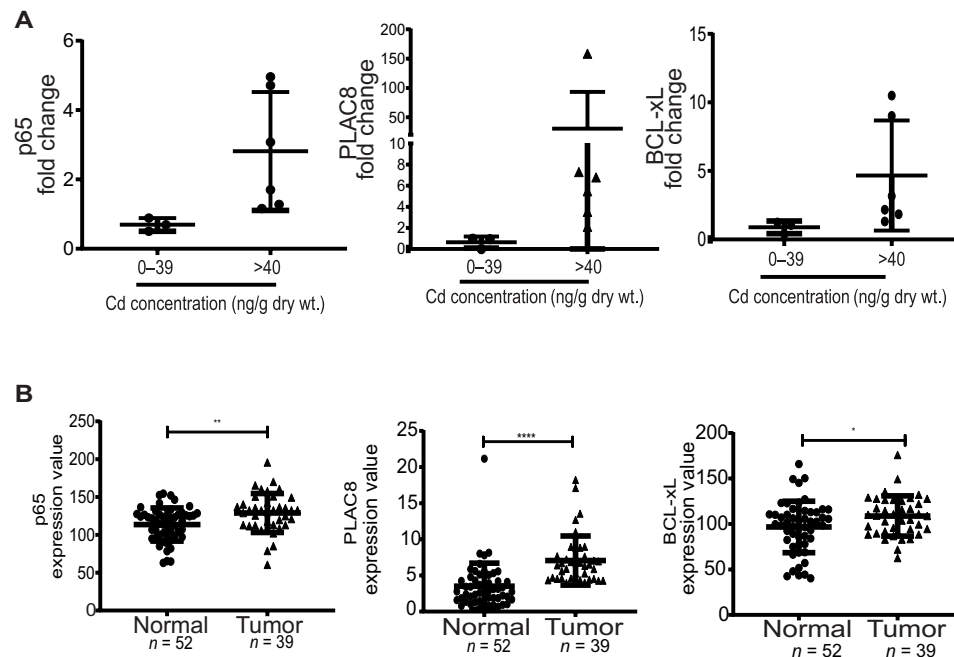 A
p65
fold change
6
4
2
0
0–39
>40
Cd concentration (ng/g dry wt.)
PLAC8
fold change
200
150
100
50
10
8
6
4
2
0
0–39
>40
Cd concentration (ng/g dry wt.)
BCL-xL
fold change
15
10
5
0
0–39
>40
Cd concentration (ng/g dry wt.)
B
p65
expression value
250
200
150
100
50
0
**
Normal
n = 52
Tumor
n = 39
PLAC8
expression value
25
20
15
10
5
0
****
Normal
n = 52
Tumor
n = 39
BCL-xL
expression value
200
150
100
50
0
*
Normal
n = 52
Tumor
n = 39